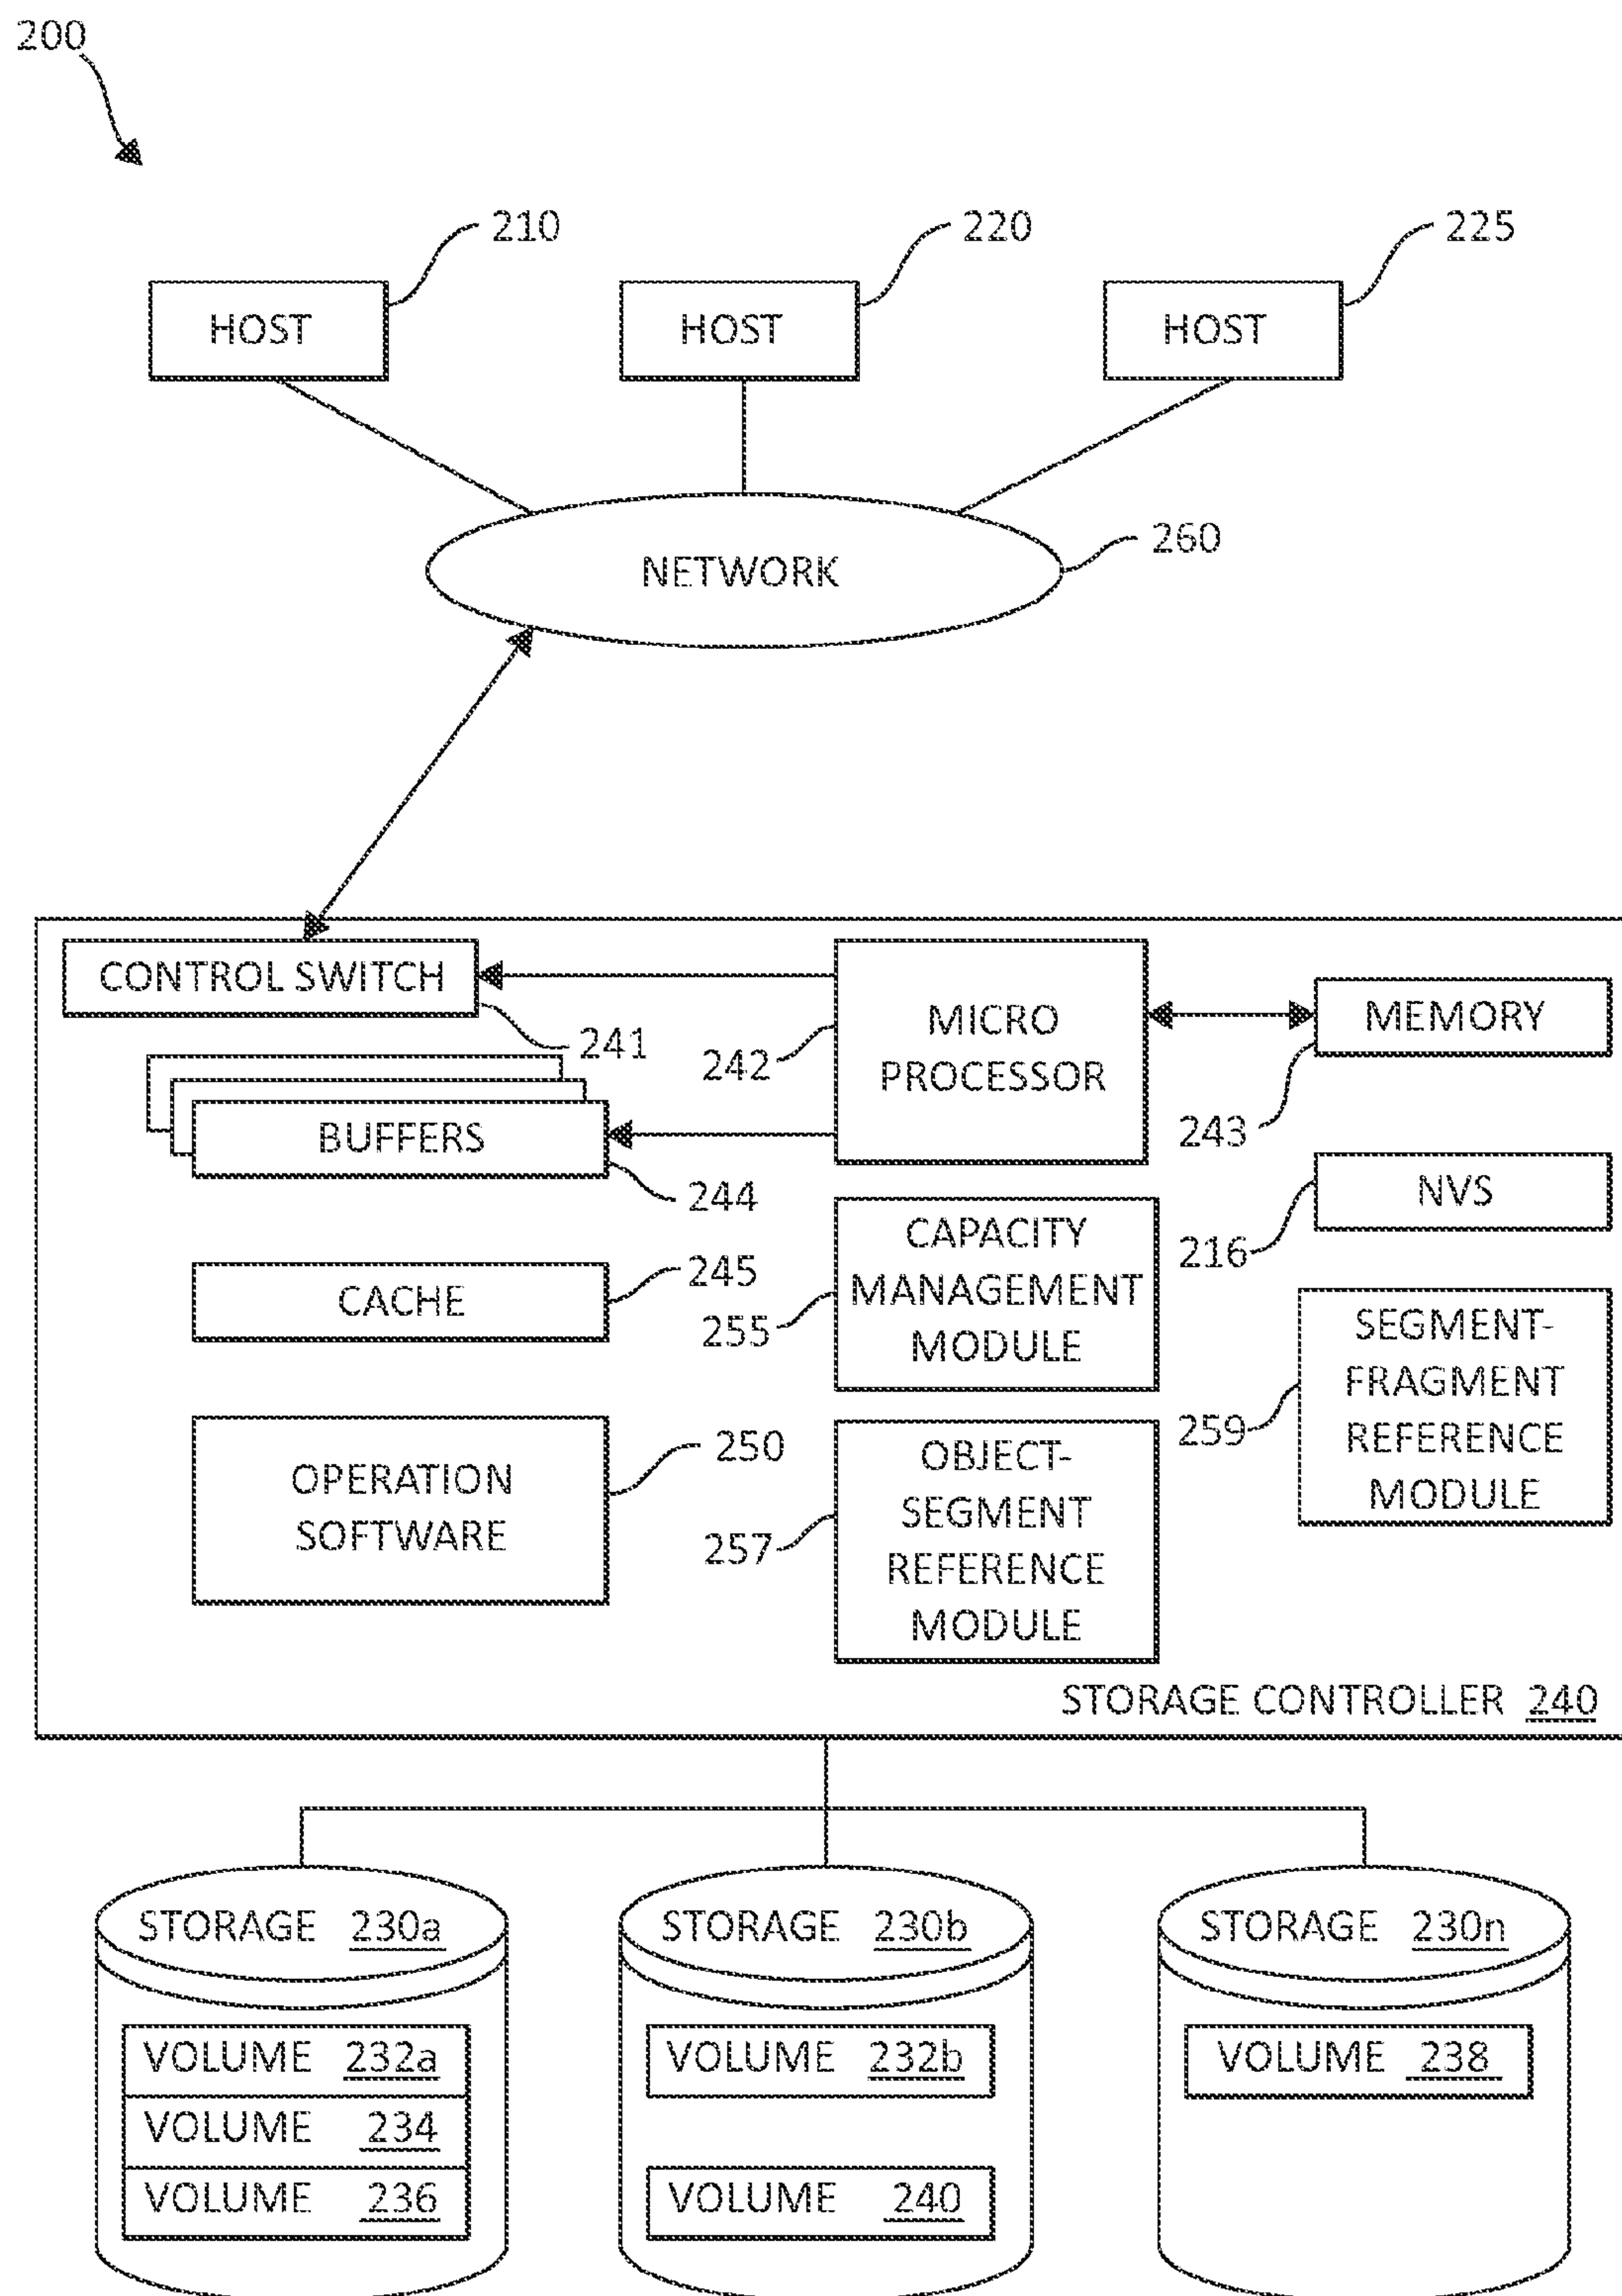 200
210
220
225
HOST
HOST
HOST
260
NETWORK
CONTROL SWITCH
241
242
MICRO
PROCESSOR
MEMORY
243
BUFFERS
244
NVS
216
CACHE
245
255
CAPACITY
MANAGEMENT
MODULE
SEGMENT-
FRAGMENT
REFERENCE
MODULE
259
OPERATION
SOFTWARE
250
257
OBJECT-
SEGMENT
REFERENCE
MODULE
STORAGE CONTROLLER 240
STORAGE 230a
STORAGE 230b
STORAGE 230n
VOLUME 232a
VOLUME 234
VOLUME 236
VOLUME 232b
VOLUME 240
VOLUME 238